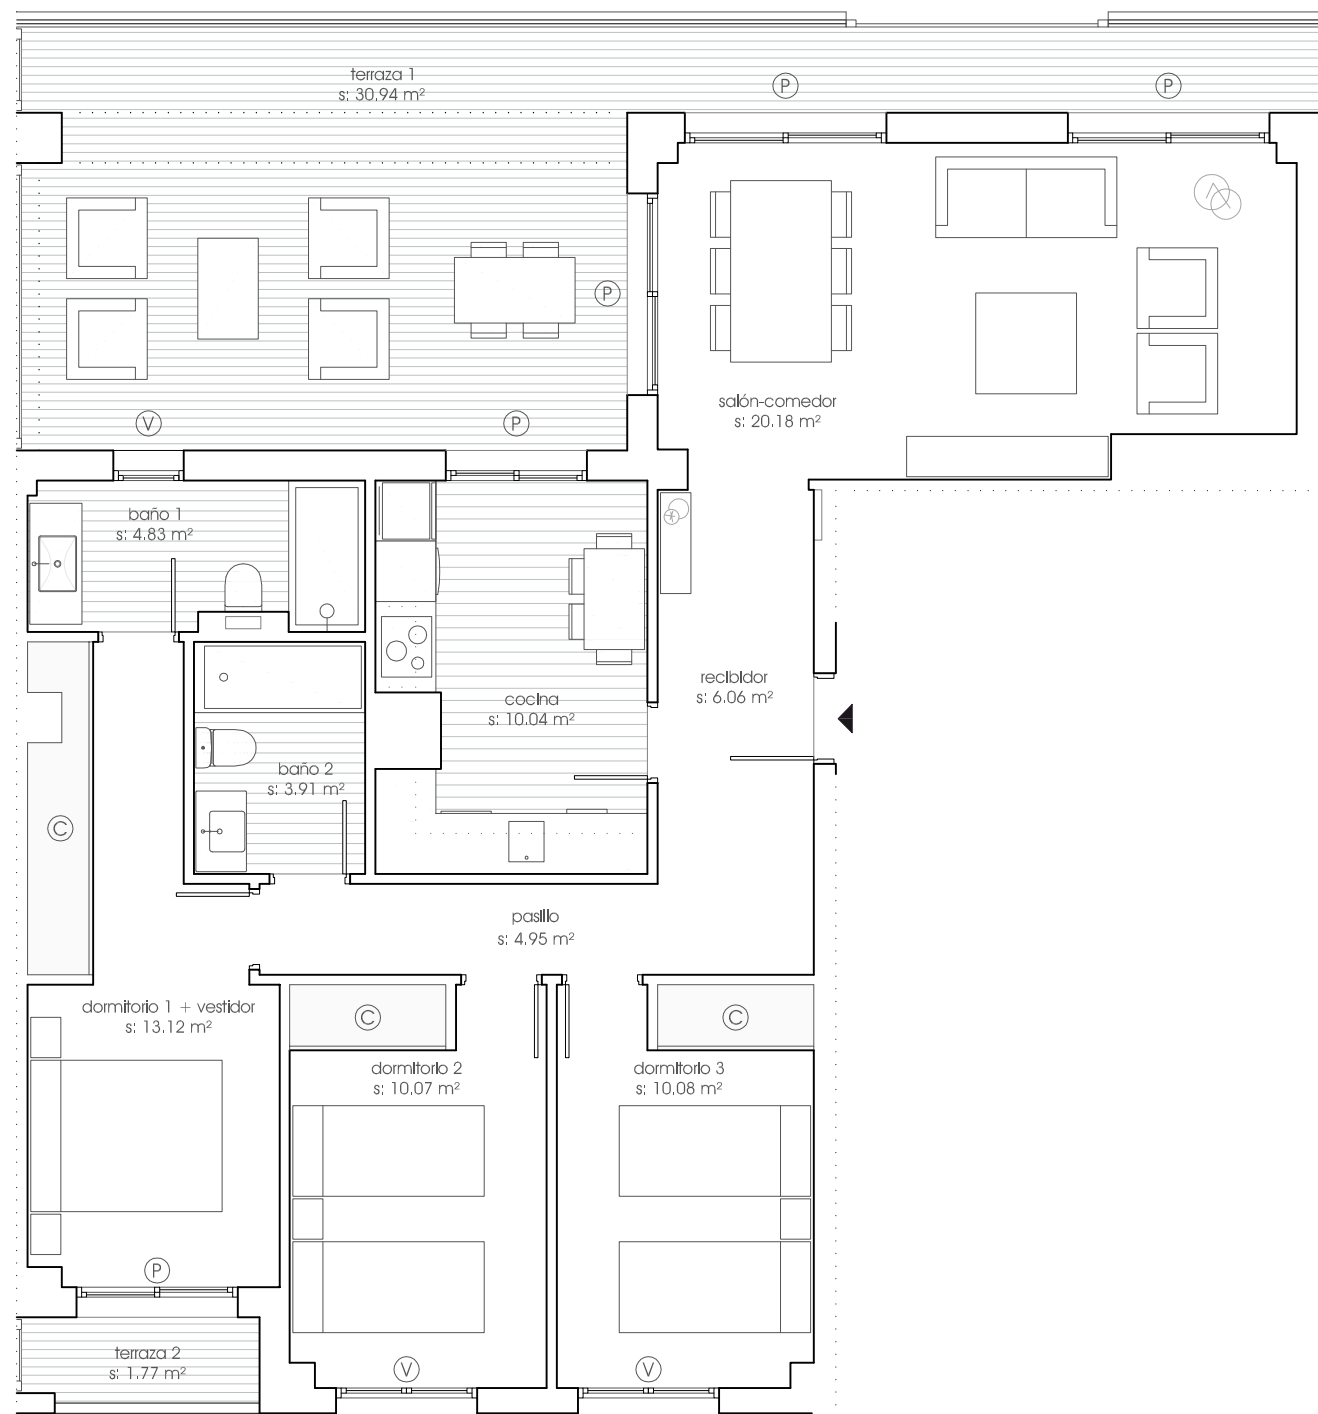 terraza 1
s: 30.94 m²
P
P
P
V
P
salón-comedor
s: 20.18 m²
baño 1
s: 4.83 m²
recibidor
s: 6.06 m²
cocina
s: 10.04 m²
baño 2
s: 3.91 m²
C
pasillo
s: 4.95 m²
dormitorio 1 + vestidor
s: 13.12 m²
C
C
dormitorio 2
s: 10.07 m²
dormitorio 3
s: 10.08 m²
P
terraza 2
s: 1.77 m²
V
V